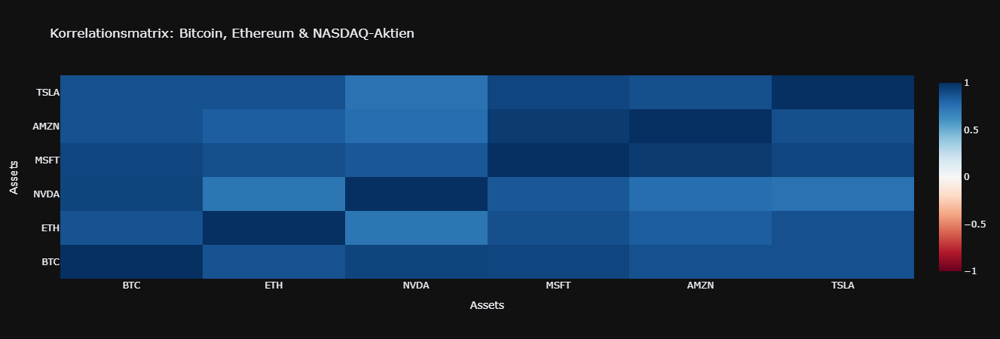 Korrelationsmatrix: Bitcoin, Ethereum & NASDAQ-Aktien
Assets
TSLA
AMZN
MSFT
NVDA
ETH
BTC
BTC ETH NVDA MSFT AMZN TSLA
Assets
1
0.5
0
−0.5
−1